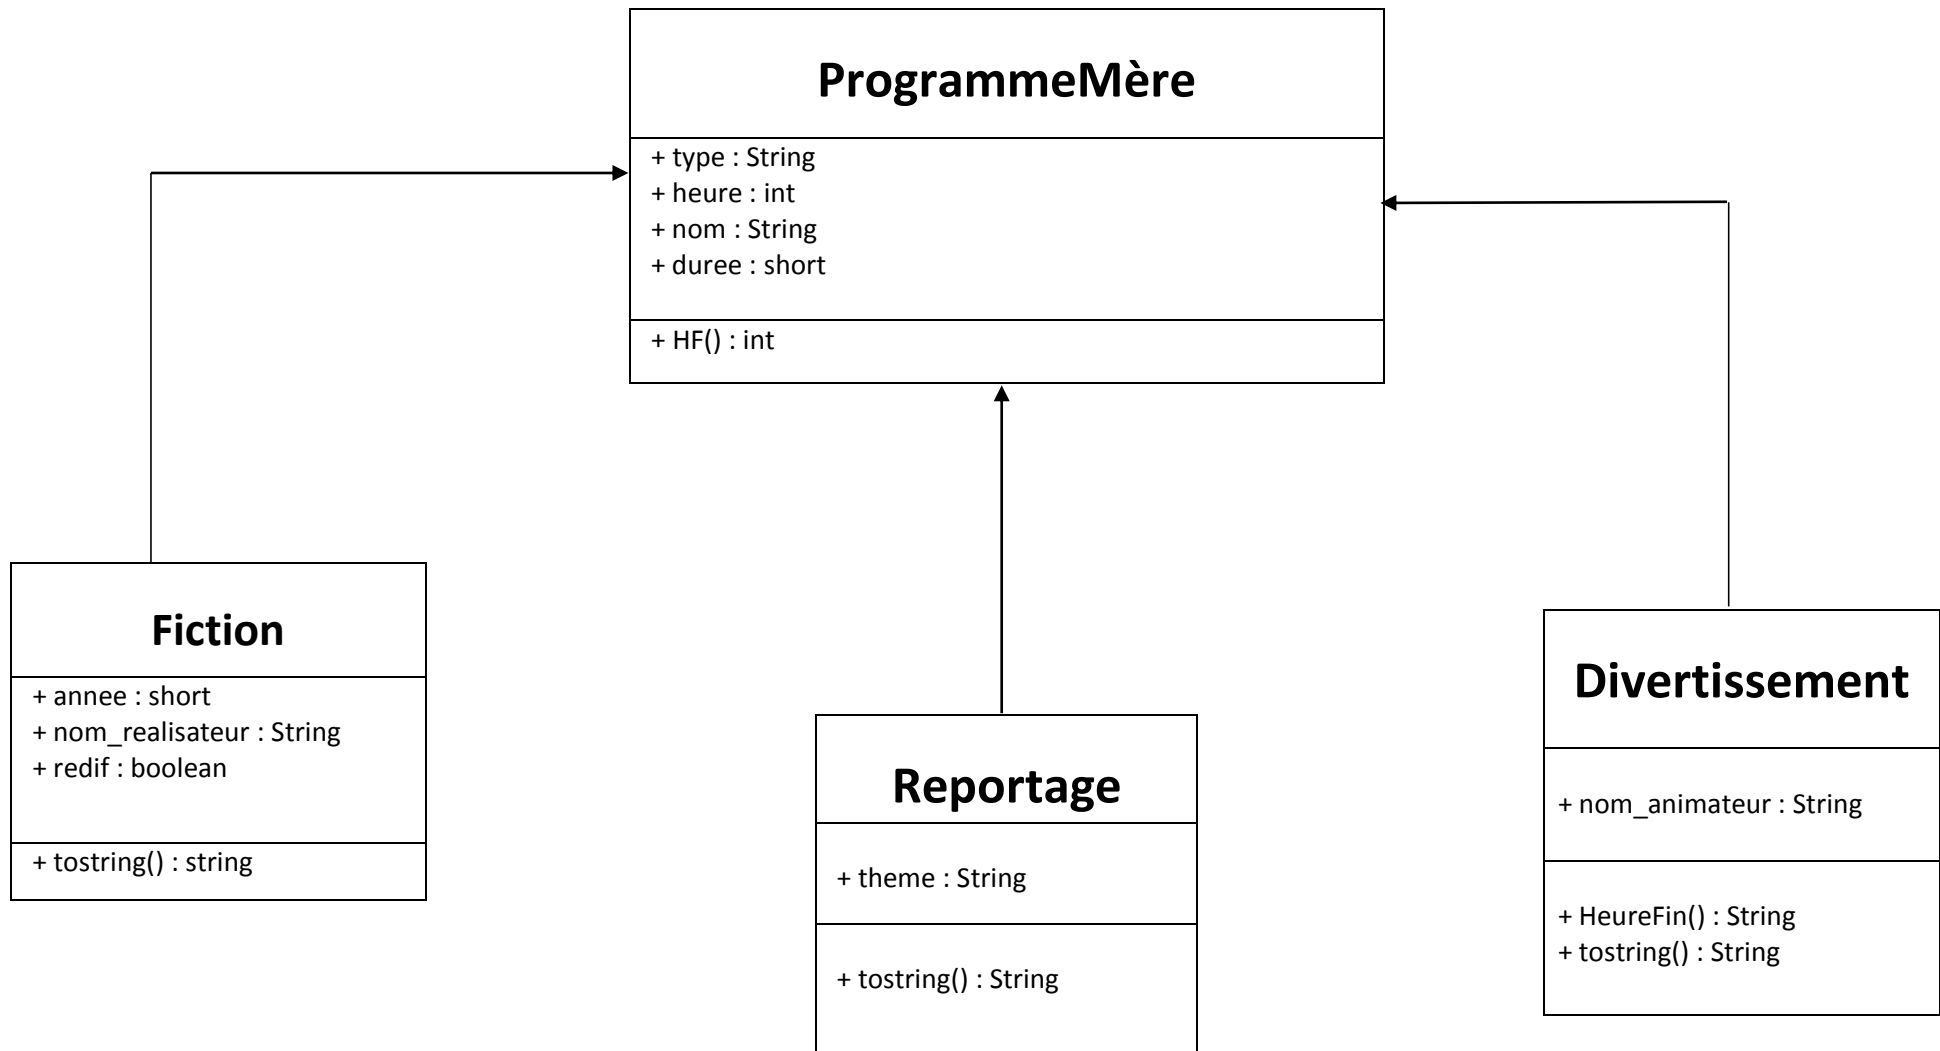 ProgrammeMère
+ type : String
+ heure : int
+ nom : String
+ duree : short
+ HF() : int
Fiction
+ annee : short
+ nom_realisateur : String
+ redif : boolean
+ tostring() : string
Reportage
+ theme : String
+ tostring() : String
Divertissement
+ nom_animateur : String
+ HeureFin() : String
+ tostring() : String